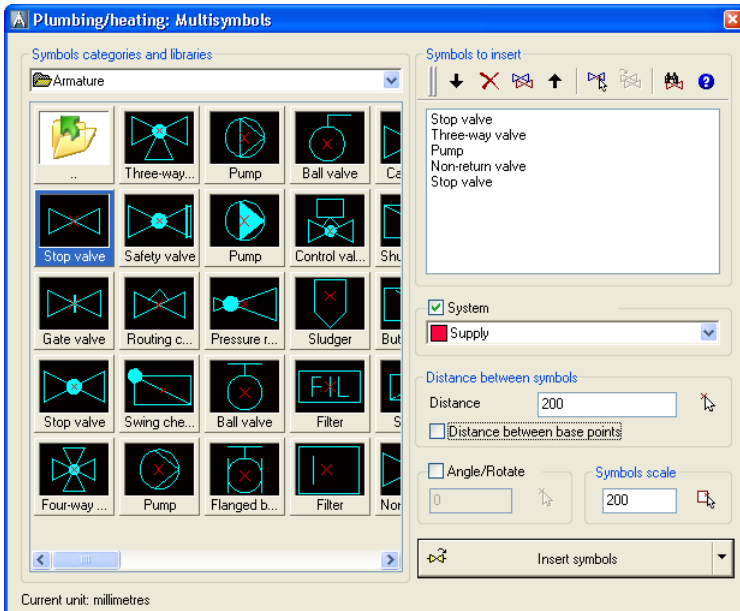 Plumbing/heating: Multisymbols
Symbols categories and libraries
Armature
..
Three-way...
Pump
Ball valve
Ca
Stop valve
Safety valve
Pump
Control val...
Shu
Gate valve
Routing c...
Pressure r...
Sludger
But
Stop valve
Swing che...
Ball valve
F+L
Filter
S
Four-way ...
Pump
Flanged b...
Filter
Nor
Symbols to insert
Stop valve
Three-way valve
Pump
Non-return valve
Stop valve
System
Supply
Distance between symbols
Distance 200
Distance between base points
Angle/Rotate
0
Symbols scale
200
Insert symbols
Current unit: millimetres